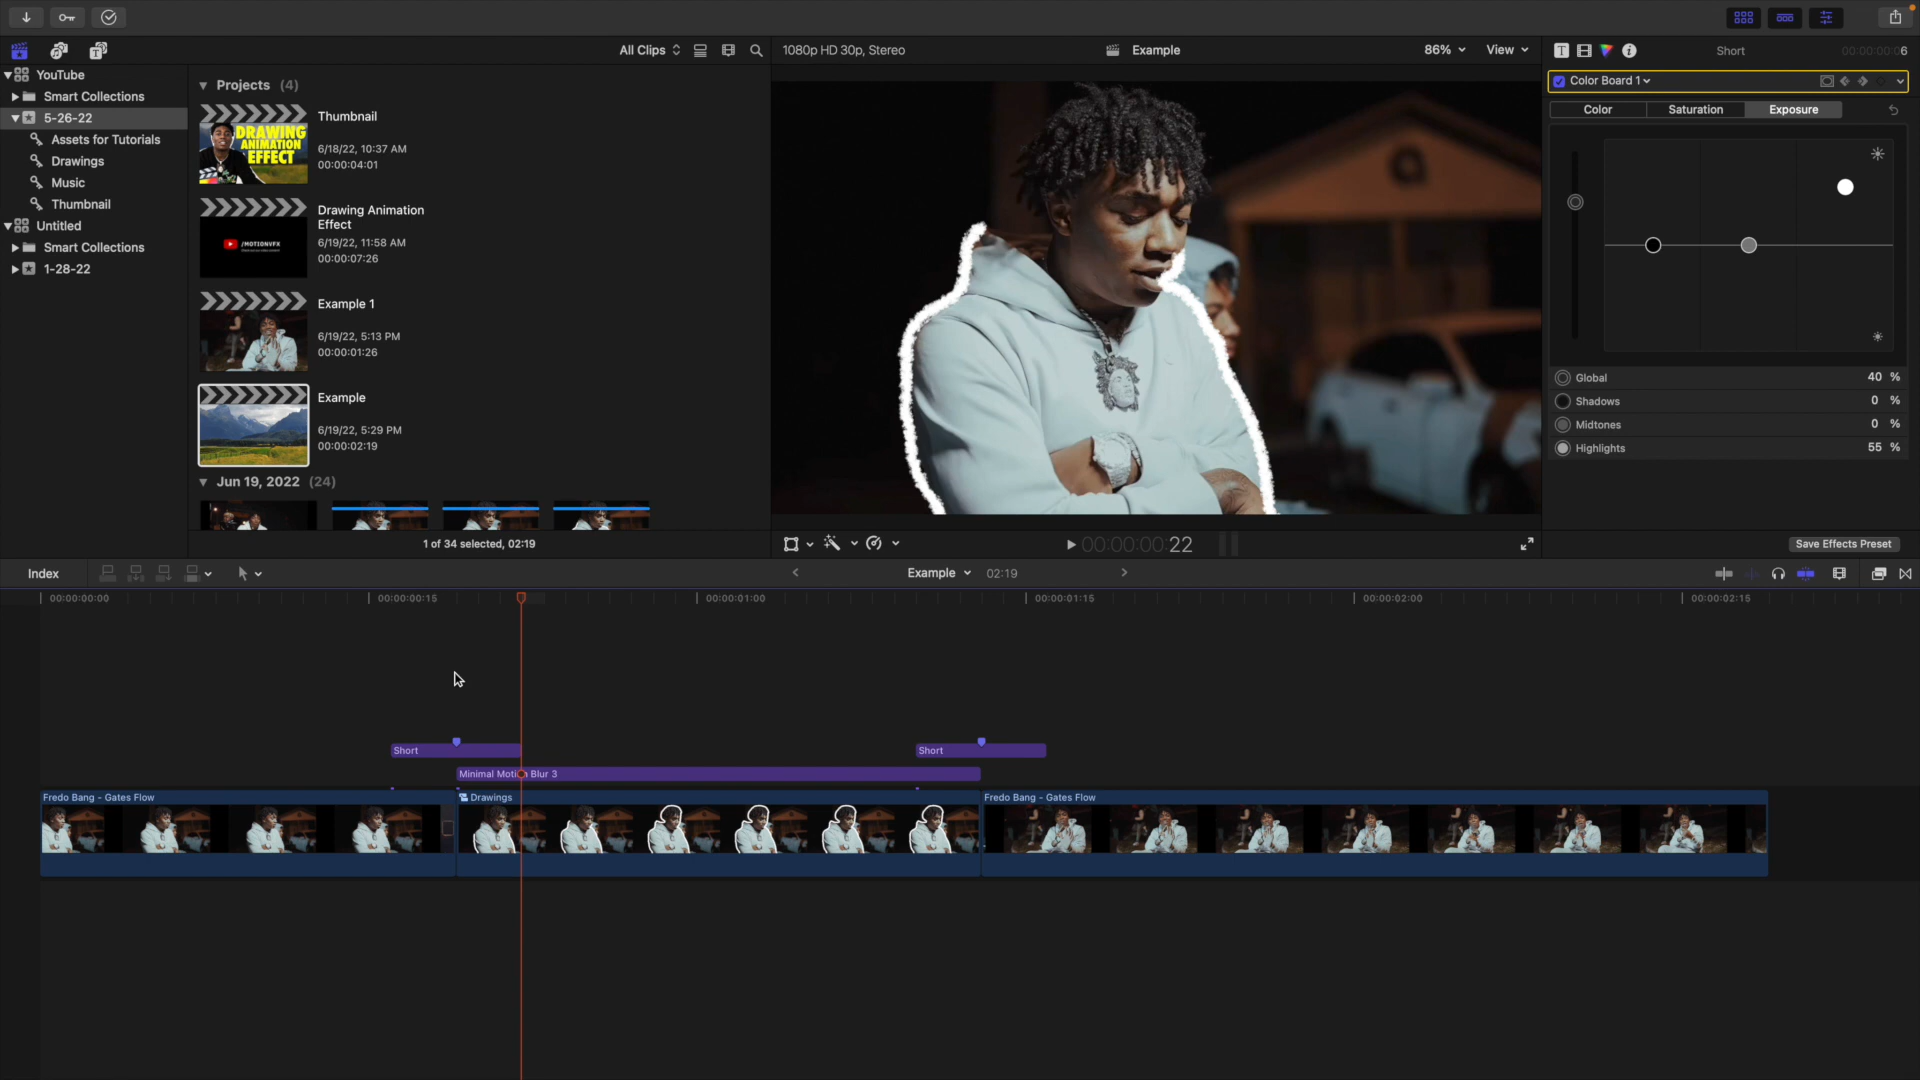 All Clips
1080p HD 30p, Stereo
Example
86%
View
Short
00:00:00:06
YouTube
Smart Collections
5-26-22
Assets for Tutorials
Drawings
Music
Thumbnail
Untitled
Smart Collections
1-28-22
Projects (4)
Thumbnail
6/18/22, 10:37 AM
00:00:04:01
DRAWING
ANIMATION
EFFECT
Drawing Animation
Effect
6/19/22, 11:58 AM
00:00:07:26
/MOTIONVFX
Example 1
6/19/22, 5:13 PM
00:00:01:26
Example
6/19/22, 5:29 PM
00:00:02:19
Jun 19, 2022 (24)
1 of 34 selected, 02:19
Color Board 1
Color
Saturation
Exposure
Global 40 %
Shadows 0 %
Midtones 0 %
Highlights 55 %
Save Effects Preset
00:00:00:22
Index
Example
02:19
00:00:00:00
00:00:00:15
00:00:01:00
00:00:01:15
00:00:02:00
00:00:02:15
Short
Short
Minimal Motion Blur 3
Fredo Bang - Gates Flow
Drawings
Fredo Bang - Gates Flow